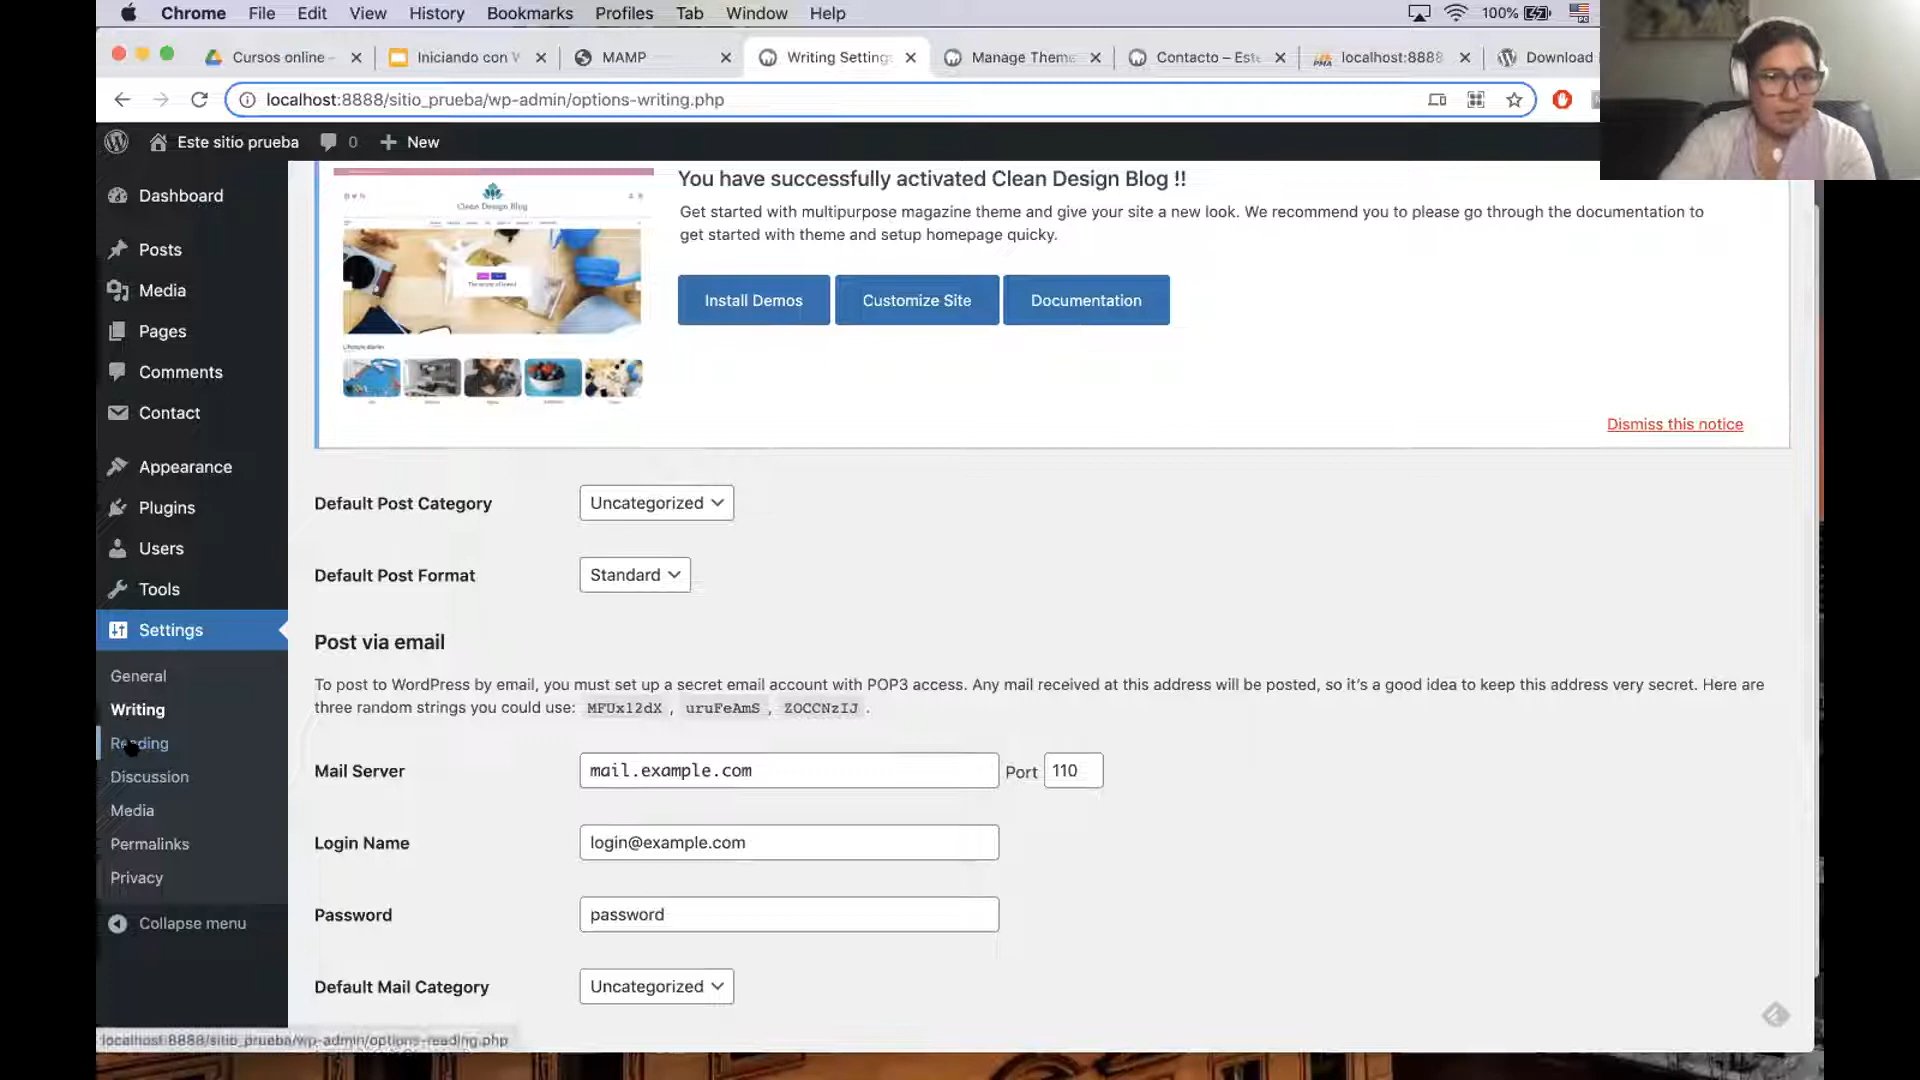 Chrome File Edit View History Bookmarks Profiles Tab Window Help 100%
Cursos online - Iniciando con V MAMP Writing Settings Manage Theme Contacto – Este localhost:8888 Download
localhost:8888/sitio_prueba/wp-admin/options-writing.php
Este sitio prueba 0 + New
Dashboard
Posts
Media
Pages
Comments
Contact
Appearance
Plugins
Users
Tools
Settings
General
Writing
Reading
Discussion
Media
Permalinks
Privacy
Collapse menu
Clean Design Blog
You have successfully activated Clean Design Blog !!
Get started with multipurpose magazine theme and give your site a new look. We recommend you to please go through the documentation to
get started with theme and setup homepage quicky.
Install Demos Customize Site Documentation
Dismiss this notice
Default Post Category Uncategorized
Default Post Format Standard
Post via email
To post to WordPress by email, you must set up a secret email account with POP3 access. Any mail received at this address will be posted, so it’s a good idea to keep this address very secret. Here are
three random strings you could use: MFUxl2dX , uruFeAmS , ZOCCNzIJ .
Mail Server mail.example.com Port 110
Login Name login@example.com
Password password
Default Mail Category Uncategorized
localhost:8888/sitio_prueba/wp-admin/options-reading.php